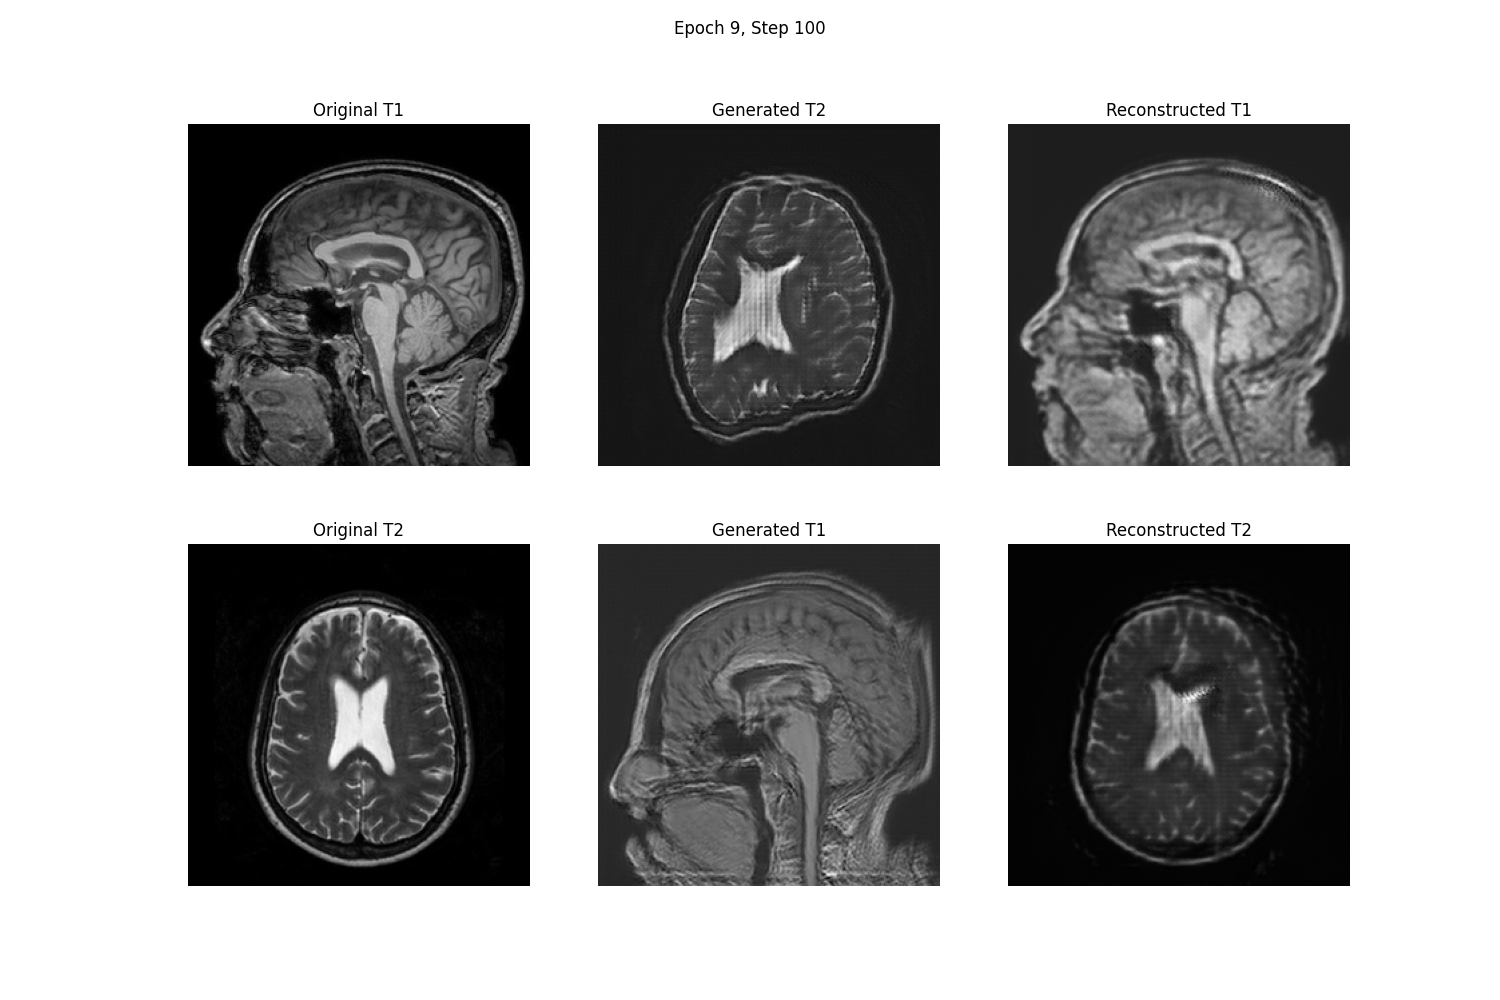 Epoch 9, Step 100
Original T1
Generated T2
Reconstructed T1
Original T2
Generated T1
Reconstructed T2